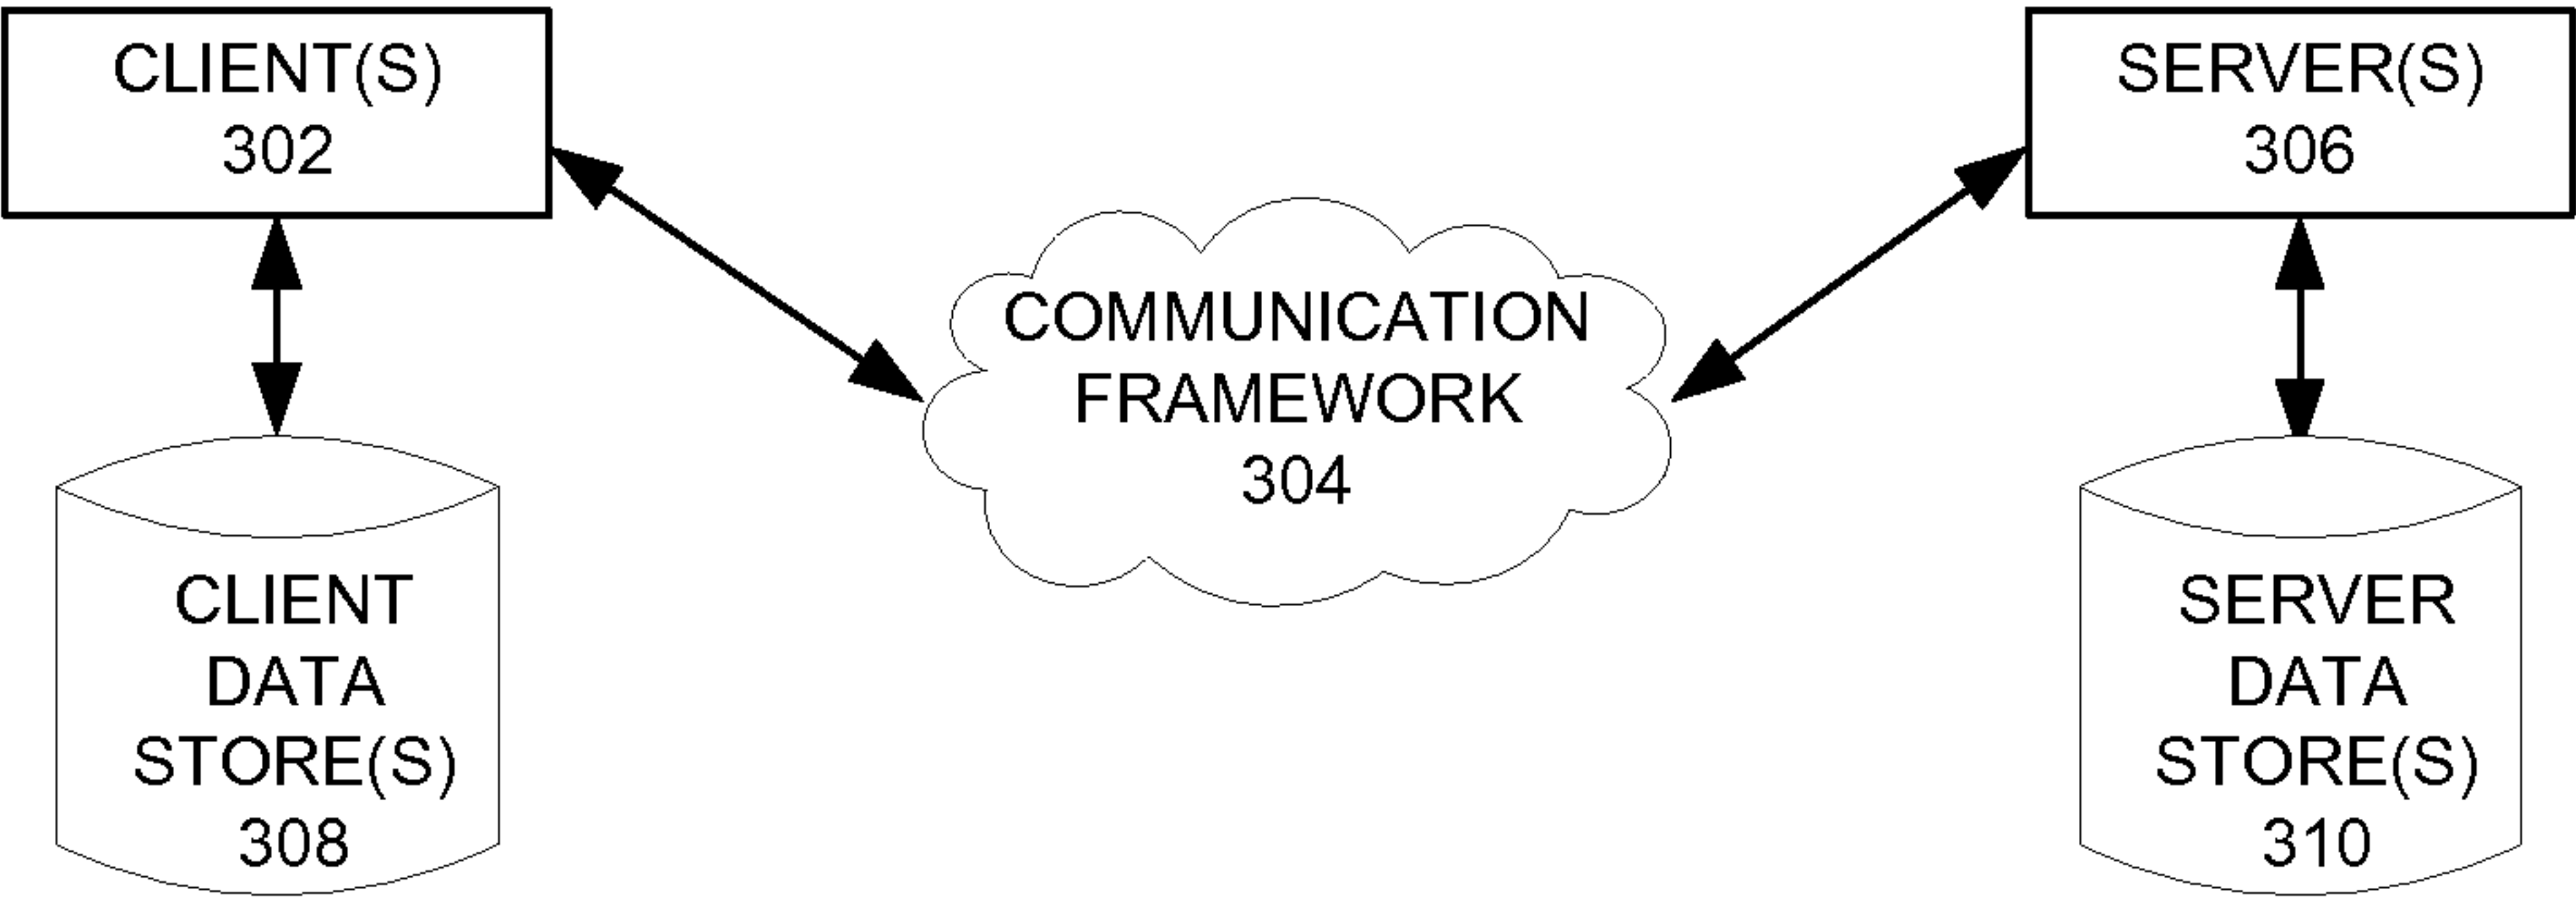 CLIENT(S)
302
SERVER(S)
306
COMMUNICATION
FRAMEWORK
304
CLIENT
DATA
STORE(S)
308
SERVER
DATA
STORE(S)
310